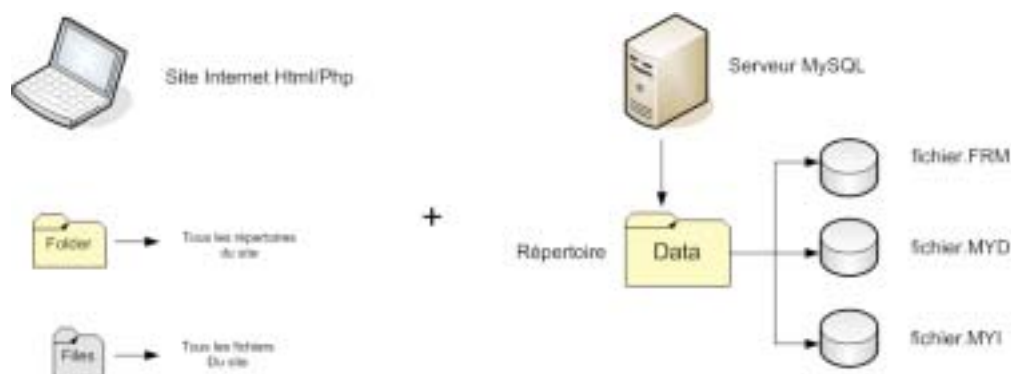 Site Internet Html/Php
Serveur MySQL
fichier.FRM
Folder
Tous les répertoires
du site
+
Répertoire
Data
fichier.MYD
Files
Tous les fichiers
Du site
fichier.MYI